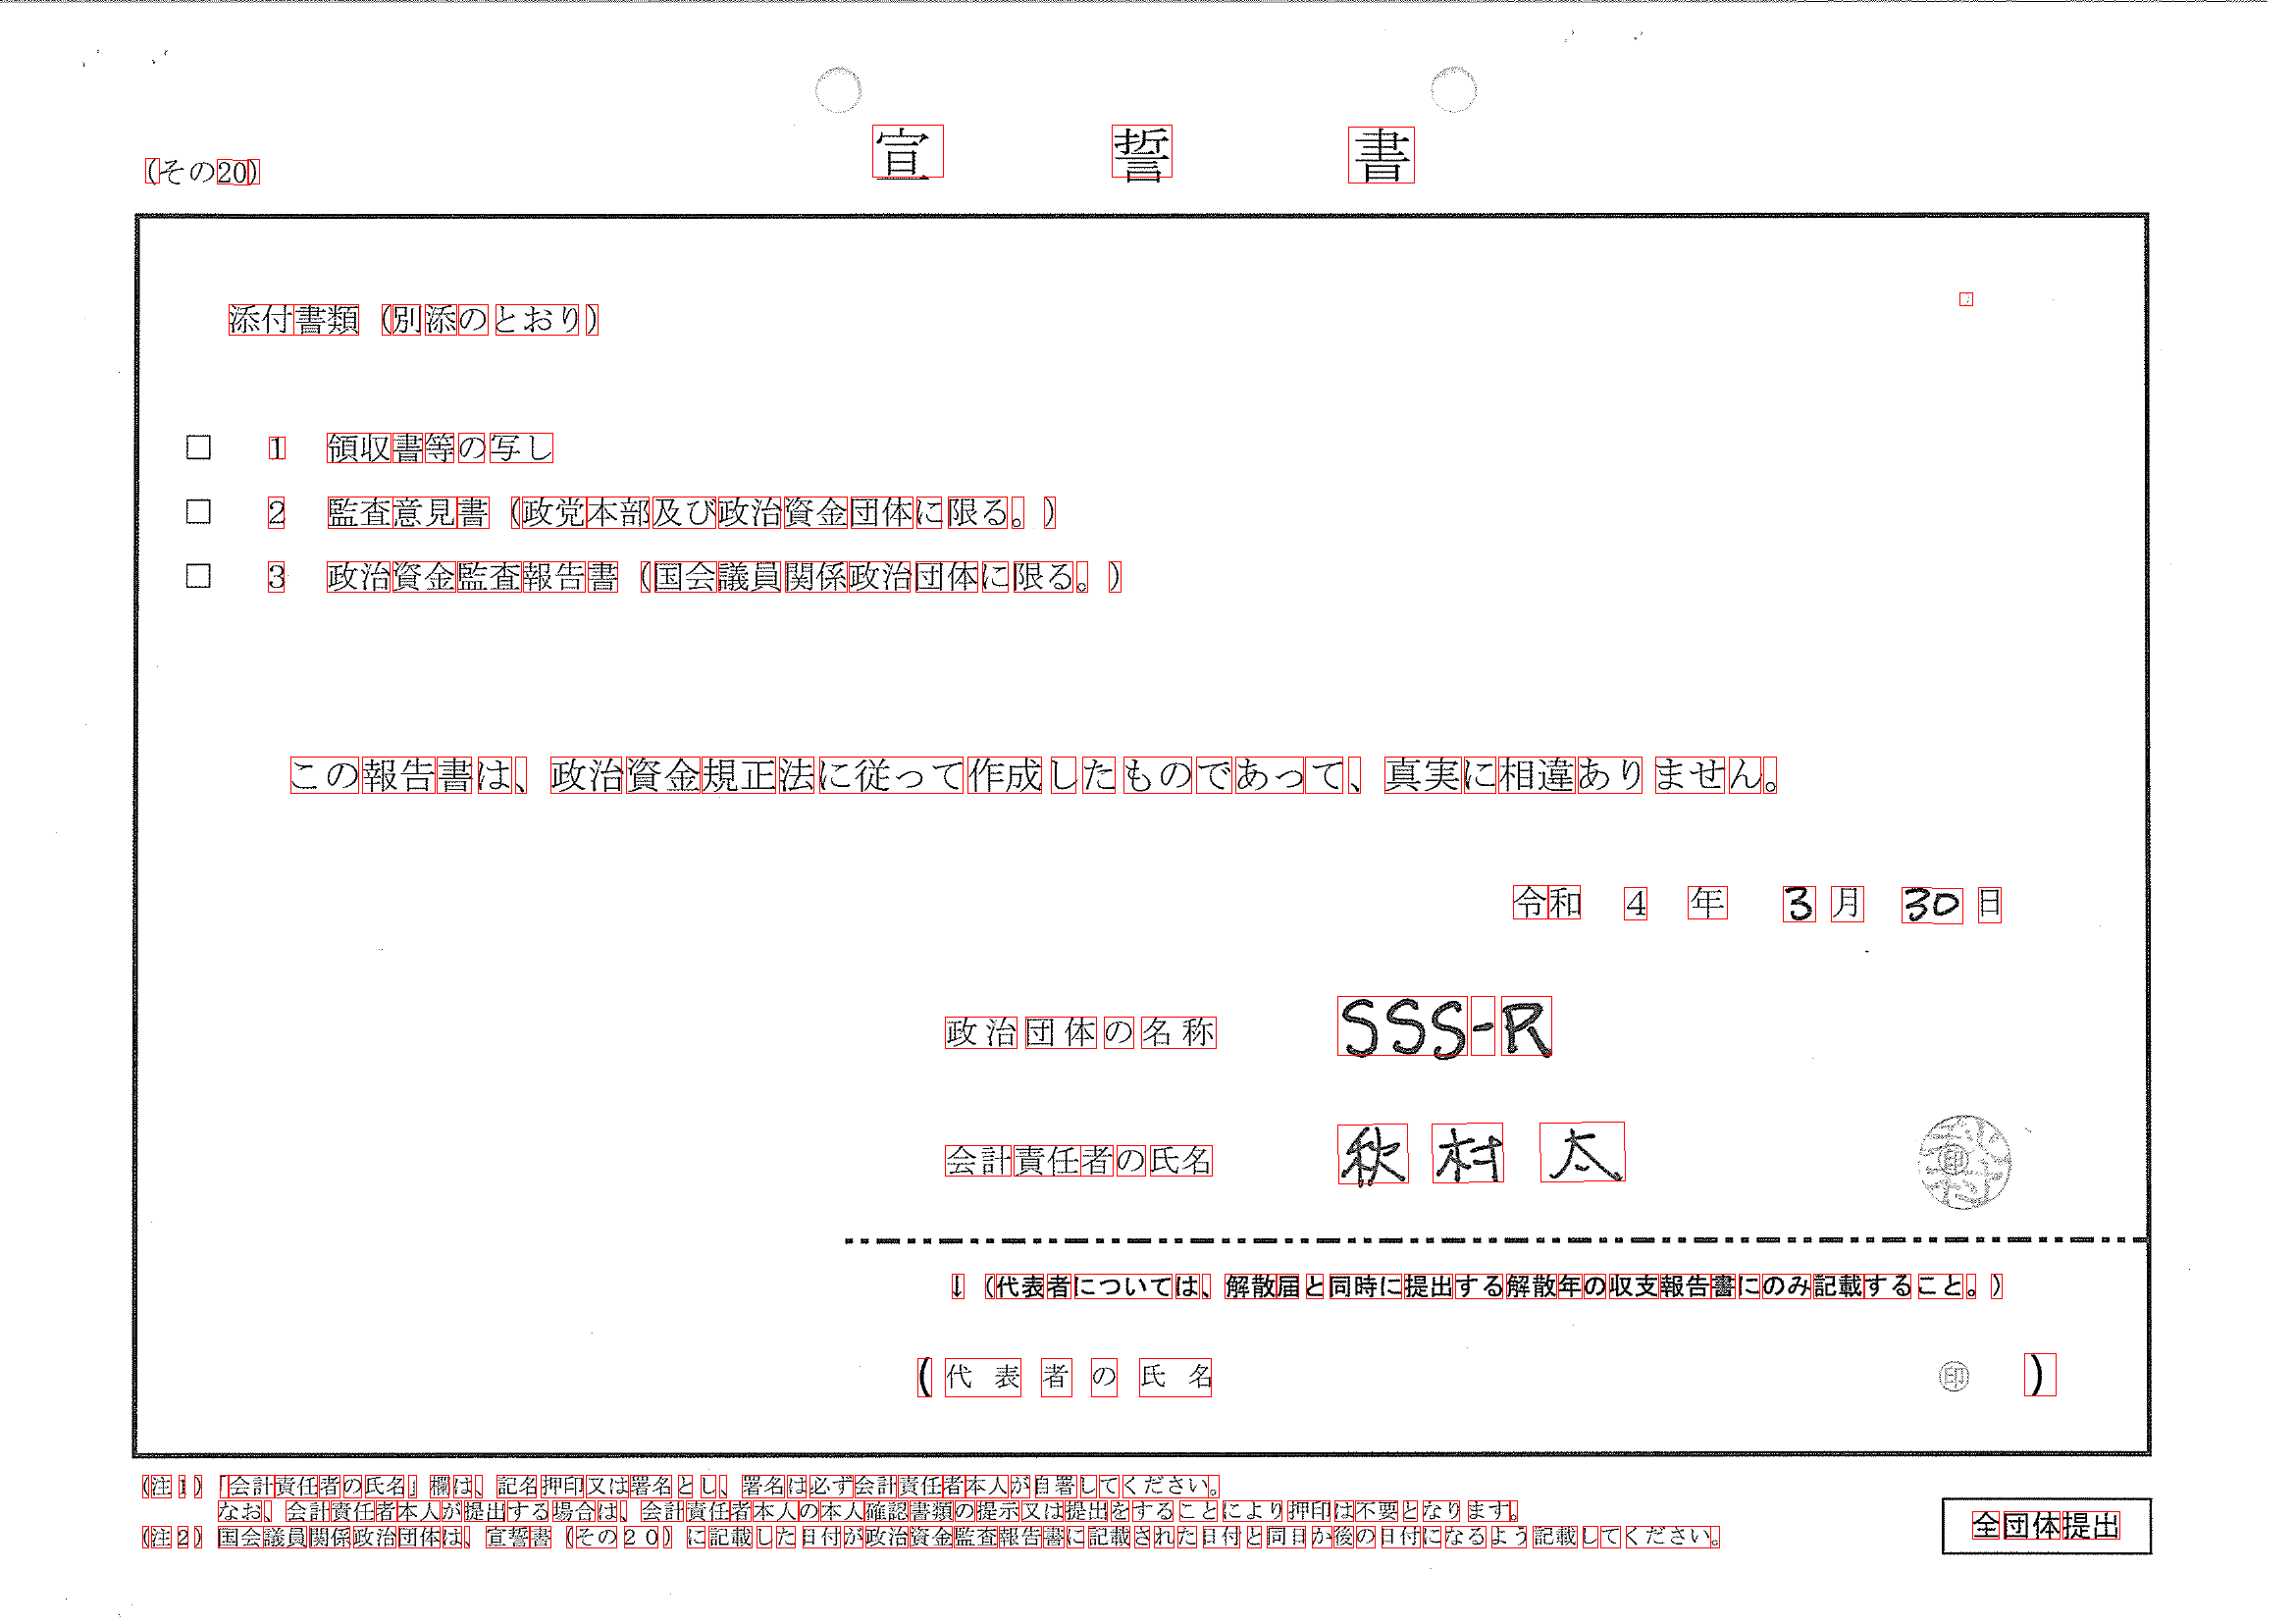 宣誓書
(その20)
添付書類 (別添のとおり)
□ 1 領収書等の写し
□ 2 監査意見書 (政党本部及び政治資金団体に限る。)
□ 3 政治資金監査報告書 (国会議員関係政治団体に限る。)
この報告書は、政治資金規正法に従って作成したものであって、真実に相違ありません。
令和 4 年 3 月 30 日
政治団体の名称 SSS-R
会計責任者の氏名 秋村 太 印
↓ (代表者については、解散届と同時に提出する解散年の収支報告書にのみ記載すること。)
(代表者の氏名 印 )
(注1) 「会計責任者の氏名」欄は、記名押印又は署名とし、署名は必ず会計責任者本人が自署してください。
なお、会計責任者本人が提出する場合は、会計責任者本人の本人確認書類の提示又は提出をすることにより押印は不要となります。
(注2) 国会議員関係政治団体は、宣誓書 (その20) に記載した日付が政治資金監査報告書に記載された日付と同日か後の日付になるよう記載してください。
全団体提出